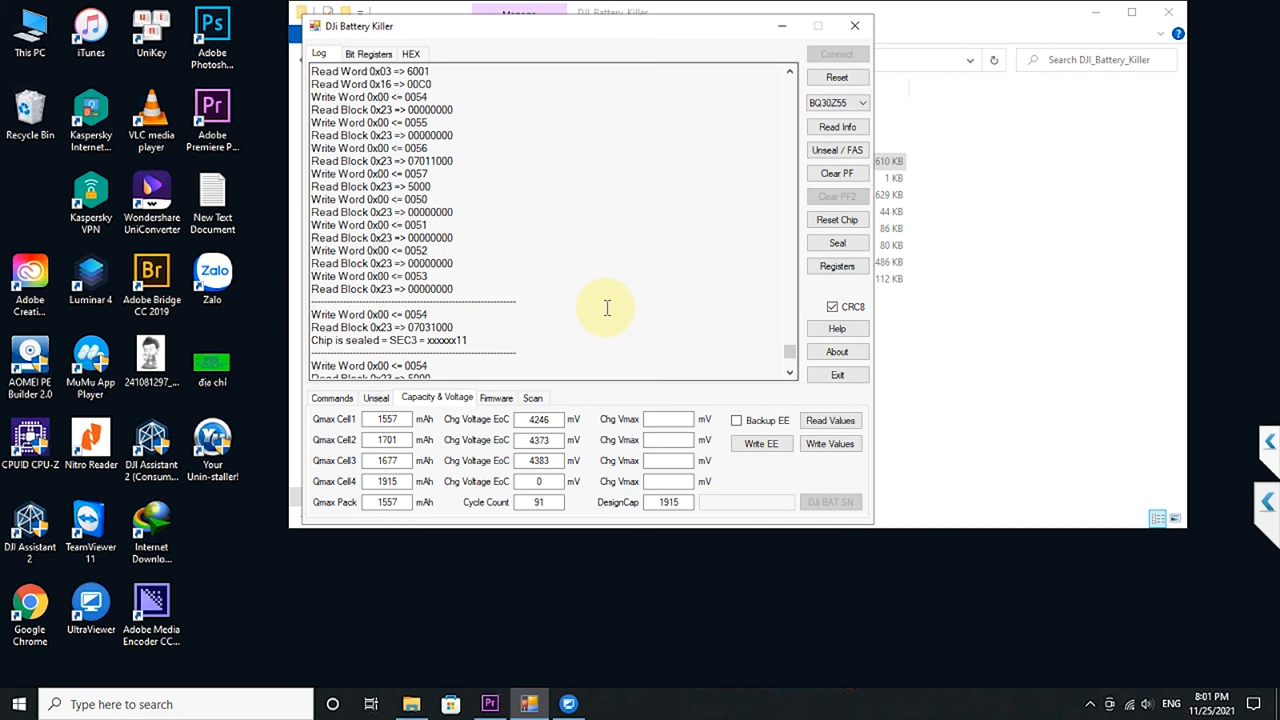 This PC
iTunes
UniKey
Adobe
Photosh...
Recycle Bin
Kaspersky
Internet...
VLC media
player
Adobe
Premiere P...
Kaspersky
VPN
Wondershare
UniConverter
New Text
Document
Adobe
Creati...
Luminar 4
Adobe Bridge
CC 2019
Zalo
AOMEI PE
Builder 2.0
MuMu App
Player
241081297_...
địa chỉ
CPUID CPU-Z
Nitro Reader
DJI Assistant
2 (Consum...
Your
Unin-staller!
DJI Assistant
2
TeamViewer
11
Internet
Downlo...
Google
Chrome
UltraViewer
Adobe Media
Encoder CC...
DJI_Battery_Killer
Search DJI_Battery_Killer
610 KB
1 KB
629 KB
44 KB
86 KB
80 KB
486 KB
112 KB
DJi Battery Killer
Log
Bit Registers
HEX
Read Word 0x03 => 6001
Read Word 0x16 => 00C0
Write Word 0x00 <= 0054
Read Block 0x23 => 00000000
Write Word 0x00 <= 0055
Read Block 0x23 => 00000000
Write Word 0x00 <= 0056
Read Block 0x23 => 07011000
Write Word 0x00 <= 0057
Read Block 0x23 => 5000
Write Word 0x00 <= 0050
Read Block 0x23 => 00000000
Write Word 0x00 <= 0051
Read Block 0x23 => 00000000
Write Word 0x00 <= 0052
Read Block 0x23 => 00000000
Write Word 0x00 <= 0053
Read Block 0x23 => 00000000
Write Word 0x00 <= 0054
Read Block 0x23 => 07031000
Chip is sealed = SEC3 = xxxxxx11
Write Word 0x00 <= 0054
Read Block 0x23 => 5000
Connect
Reset
BQ30Z55
Read Info
Unseal / FAS
Clear PF
Clear PF2
Reset Chip
Seal
Registers
CRC8
Help
About
Exit
Commands
Unseal
Capacity & Voltage
Firmware
Scan
Qmax Cell1 1557 mAh Chg Voltage EoC 4246 mV Chg Vmax mV
Backup EE
Read Values
Qmax Cell2 1701 mAh Chg Voltage EoC 4373 mV Chg Vmax mV
Write EE
Write Values
Qmax Cell3 1677 mAh Chg Voltage EoC 4383 mV Chg Vmax mV
Qmax Cell4 1915 mAh Chg Voltage EoC 0 mV Chg Vmax mV
Qmax Pack 1557 mAh Cycle Count 91 DesignCap 1915
DJI BAT SN
Type here to search
ENG
8:01 PM
11/25/2021